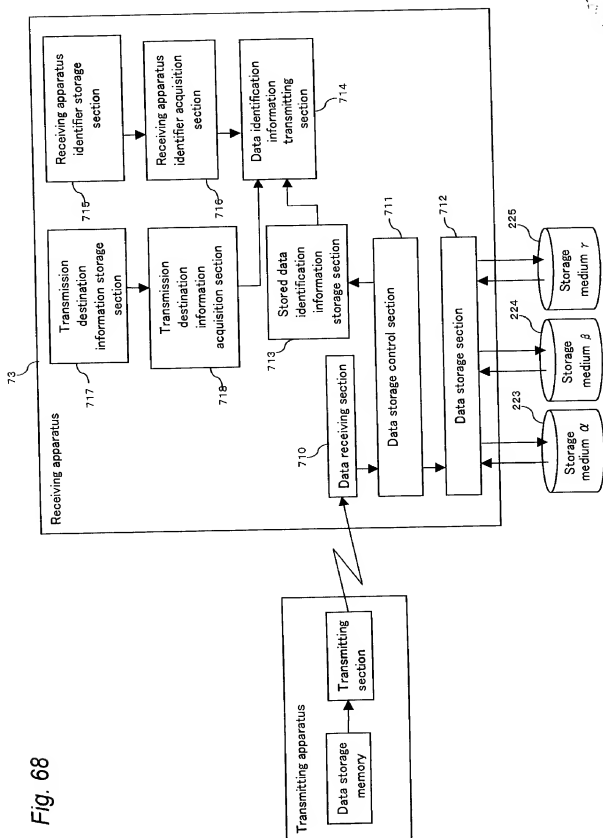 Fig. 68
Transmitting apparatus
Data storage
memory
Transmitting
section
73
Receiving apparatus
717
Transmission
destination
information storage
section
715
Receiving apparatus
identifier storage
section
718
Transmission
destination
information
acquisition section
716
Receiving apparatus
identifier acquisition
section
714
Data identification
information
transmitting
section
713
Stored data
identification
information
storage section
710
Data receiving section
711
Data storage control section
712
Data storage section
223
Storage
medium α
224
Storage
medium β
225
Storage
medium γ